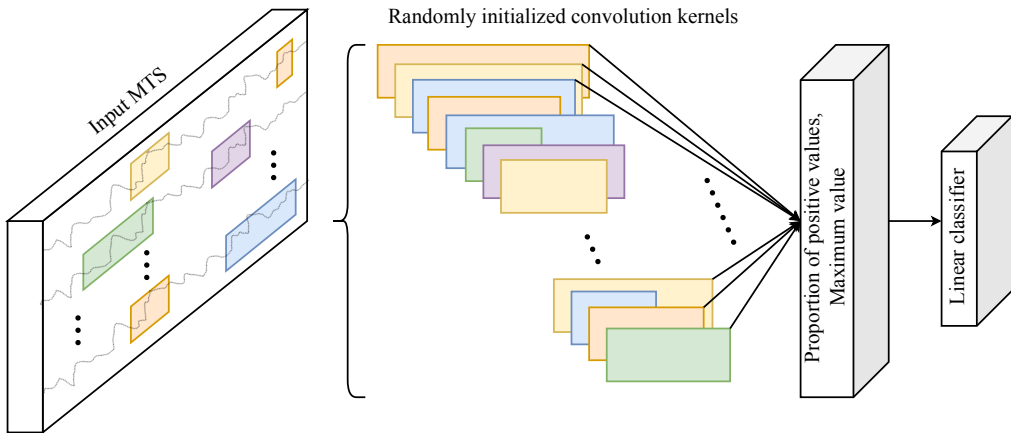 Randomly initialized convolution kernels
Input MTS
Proportion of positive values,
Maximum value
Linear classifier